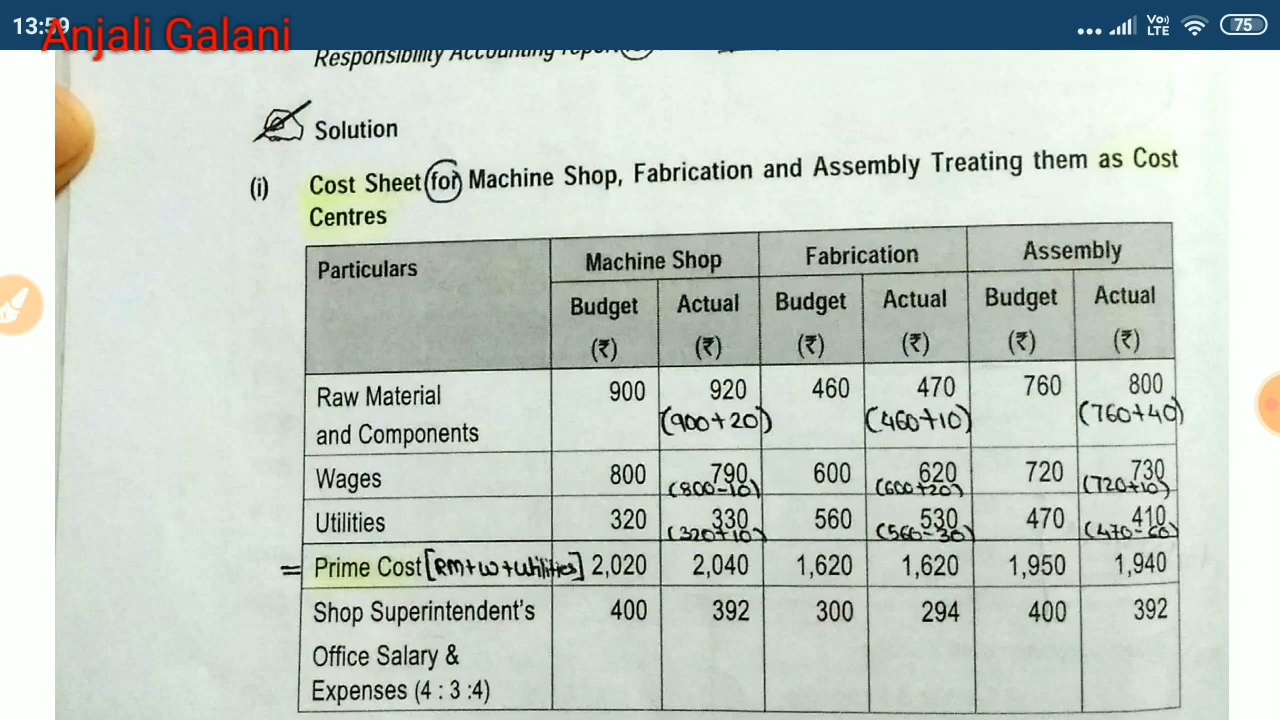 13:59
Anjali Galani
Vo)
LTE
75
Responsibility Accounting
Solution
(i) Cost Sheet for Machine Shop, Fabrication and Assembly Treating them as Cost
Centres
Particulars Machine Shop Fabrication Assembly
Budget Actual Budget Actual Budget Actual
(₹) (₹) (₹) (₹) (₹) (₹)
Raw Material 900 920 460 470 760 800
and Components (900+20) (460+10) (760+40)
Wages 800 790 600 620 720 730
(800-10) (600+20) (720+10)
Utilities 320 330 560 530 470 410
(320+10) (560-30) (470-60)
= Prime Cost [RM+W+Utilities] 2,020 2,040 1,620 1,620 1,950 1,940
Shop Superintendent's 400 392 300 294 400 392
Office Salary &
Expenses (4 : 3 :4)